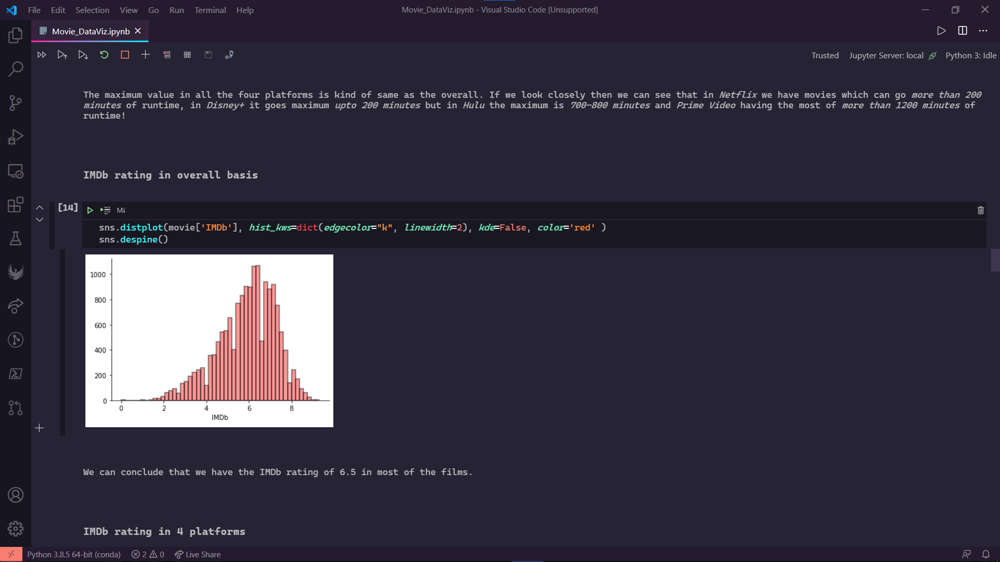 File Edit Selection View Go Run Terminal Help
Movie_DataViz.ipynb - Visual Studio Code [Unsupported]
Movie_DataViz.ipynb
Trusted Jupyter Server: local Python 3: Idle
The maximum value in all the four platforms is kind of same as the overall. If we look closely then we can see that in Netflix we have movies which can go more than 200
minutes of runtime, in Disney+ it goes maximum upto 200 minutes but in Hulu the maximum is 700-800 minutes and Prime Video having the most of more than 1200 minutes of
runtime!
IMDb rating in overall basis
[14]
M↓
sns.distplot(movie['IMDb'], hist_kws=dict(edgecolor="k", linewidth=2), kde=False, color='red' )
sns.despine()
1000
800
600
400
200
0
0 2 4 6 8
IMDb
We can conclude that we have the IMDb rating of 6.5 in most of the films.
IMDb rating in 4 platforms
Python 3.8.5 64-bit (conda) 2 0 Live Share